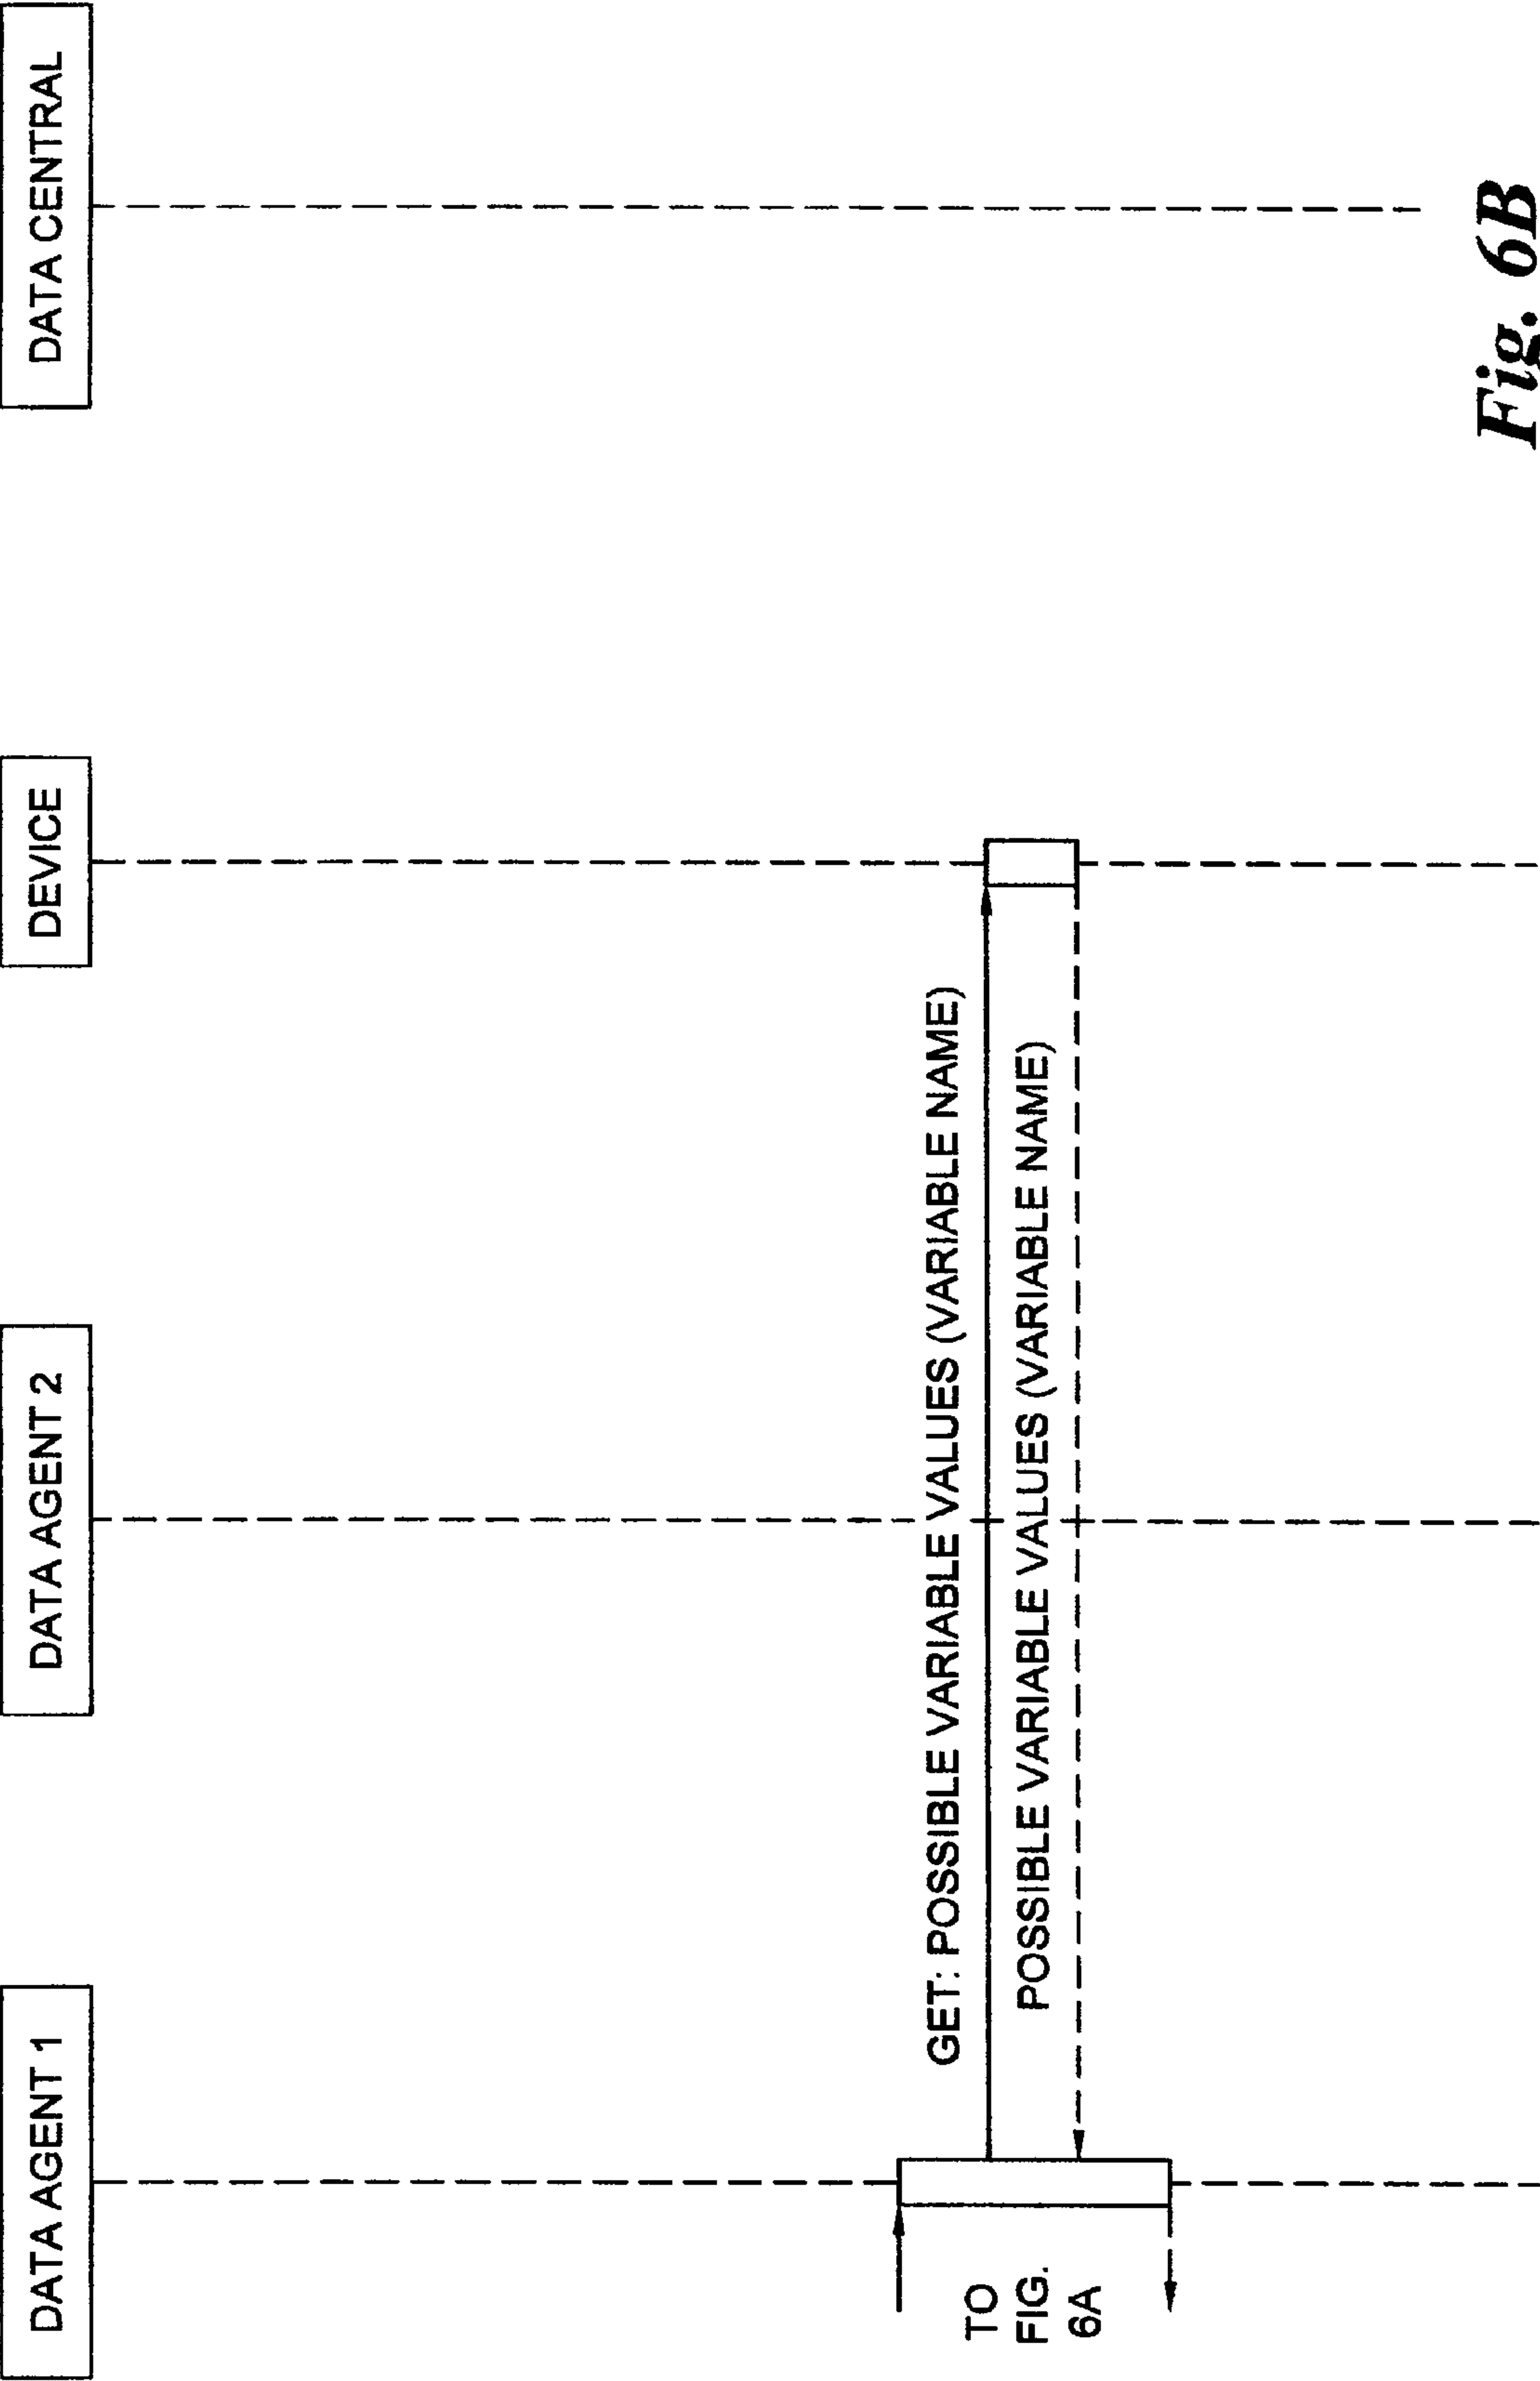 DATA AGENT 1
DATA AGENT 2
DEVICE
DATA CENTRAL
GET: POSSIBLE VARIABLE VALUES (VARIABLE NAME)
POSSIBLE VARIABLE VALUES (VARIABLE NAME)
TO
FIG.
6A
Fig. 6B